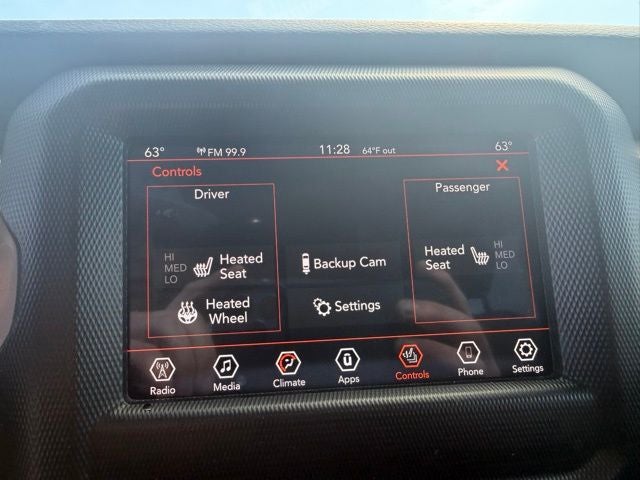 63° FM 99.9 11:28 64°F out 63°
Controls
Driver
Passenger
HI
MED
LO
Heated
Seat
Heated
Wheel
Backup Cam
Settings
Heated
Seat
HI
MED
LO
Radio Media Climate Apps Controls Phone Settings